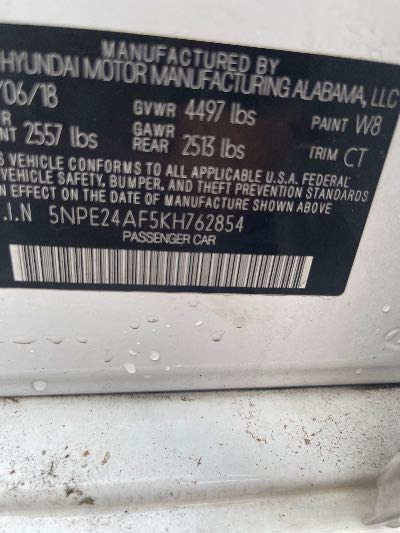 MANUFACTURED BY
HYUNDAI MOTOR MANUFACTURING ALABAMA, LLC
/06/18 GVWR 4497 lbs PAINT W8
2557 lbs GAWR REAR 2513 lbs TRIM CT
VEHICLE CONFORMS TO ALL APPLICABLE U.S.A. FEDERAL
VEHICLE SAFETY, BUMPER, AND THEFT PREVENTION STANDARDS
IN EFFECT ON THE DATE OF MANUFACTURE SHOWN ABOVE.
.I.N 5NPE24AF5KH762854
PASSENGER CAR